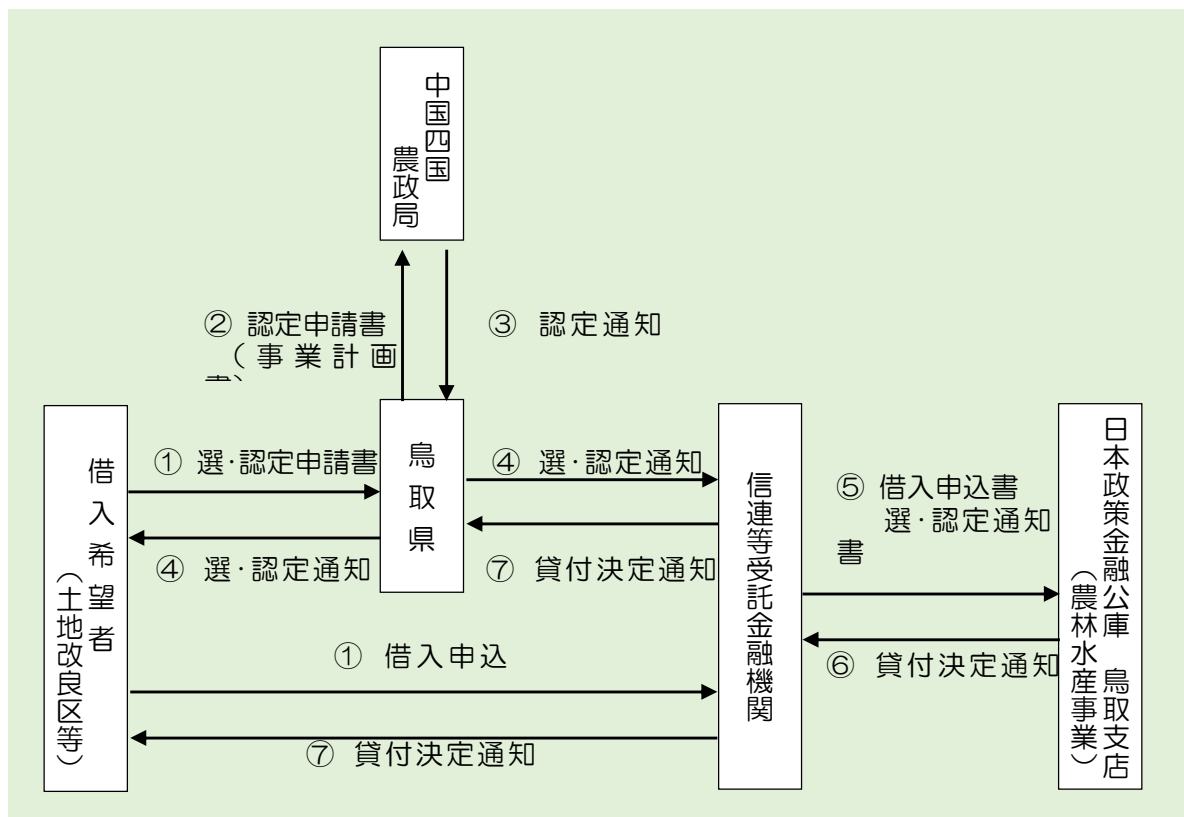 中国四国
農政局
② 認定申請書
（事業計画
③ 認定通知
借入希望者
（土地改良区等）
① 選・認定申請書
④ 選・認定通知
鳥取県
④ 選・認定通知
⑦ 貸付決定通知
① 借入申込
⑦ 貸付決定通知
信連等受託金融機関
⑤ 借入申込書
選・認定通知
書
⑥ 貸付決定通知
日本政策金融公庫　鳥取支店
（農林水産事業）